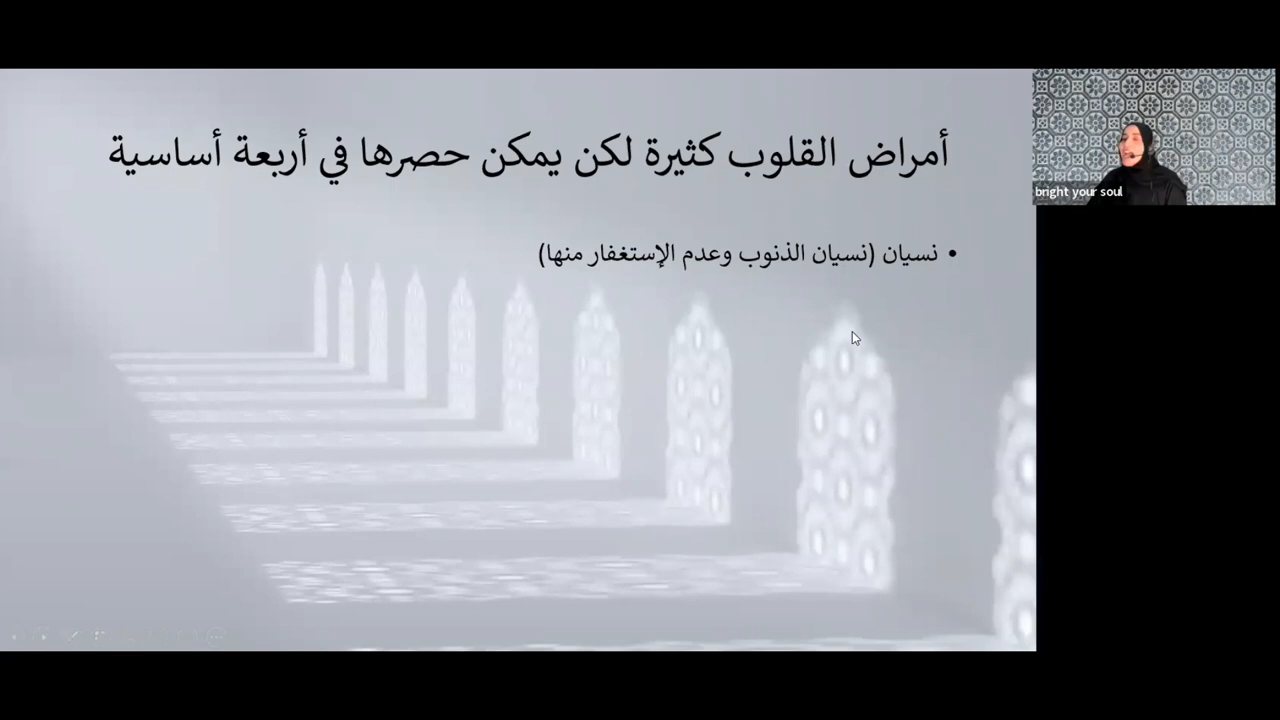 أمراض القلوب كثيرة لكن يمكن حصرها في أربعة أساسية
• نسيان (نسيان الذنوب وعدم الإستغفار منها)
bright your soul